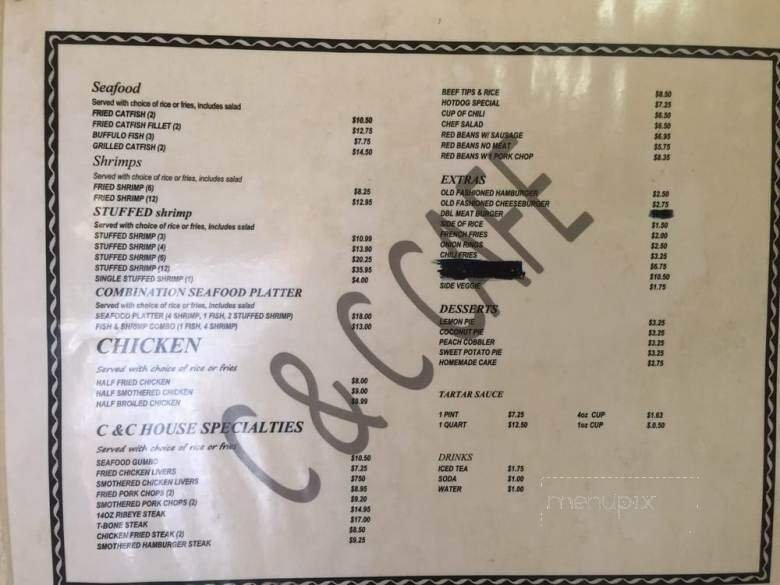 Seafood
Served with choice of rice or fries, includes salad
FRIED CATFISH (2) $10.50
FRIED CATFISH FILLET (2) $12.75
BUFFULO FISH (3) $7.75
GRILLED CATFISH (2) $14.50
Shrimps
Served with choice of rice or fries, includes salad
FRIED SHRIMP (6) $8.25
FRIED SHRIMP (12) $12.95
STUFFED shrimp
Served with choice of rice or fries, includes salad
STUFFED SHRIMP (3) $10.99
STUFFED SHRIMP (4) $13.90
STUFFED SHRIMP (6) $20.25
STUFFED SHRIMP (12) $35.95
SINGLE STUFFED SHRIMP (1) $4.00
COMBINATION SEAFOOD PLATTER
Served with choice of rice or fries, includes salad
SEAFOOD PLATTER (4 SHRIMP, 1 FISH, 2 STUFFED SHRIMP) $18.00
FISH & SHRIMP COMBO (1 FISH, 4 SHRIMP) $13.00
CHICKEN
Served with choice of rice or fries
HALF FRIED CHICKEN $8.00
HALF SMOTHERED CHICKEN $9.00
HALF BROILED CHICKEN $8.99
C &C HOUSE SPECIALTIES
Served with choice of rice or fries
SEAFOOD GUMBO $10.50
FRIED CHICKEN LIVERS $7.25
SMOTHERED CHICKEN LIVERS $750
FRIED PORK CHOPS (2) $8.95
SMOTHERED PORK CHOPS (2) $9.20
14OZ RIBEYE STEAK $14.95
T-BONE STEAK $17.00
CHICKEN FRIED STEAK (2) $8.50
SMOTHERED HAMBURGER STEAK $9.25
BEEF TIPS & RICE $8.50
HOTDOG SPECIAL $7.25
CUP OF CHILI $6.50
CHEF SALAD $6.50
RED BEANS W/ SAUSAGE $6.95
RED BEANS NO MEAT $5.75
RED BEANS W/1 PORK CHOP $8.35
EXTRAS
OLD FASHIONED HAMBURGER $2.50
OLD FASHIONED CHEESEBURGER $2.75
DBL MEAT BURGER
SIDE OF RICE $1.50
FRENCH FRIES $2.00
ONION RINGS $2.50
CHILI FRIES $3.25
$6.75
$10.50
SIDE VEGGIE $1.75
DESSERTS
LEMON PIE $3.25
COCONUT PIE $3.25
PEACH COBBLER $3.25
SWEET POTATO PIE $3.25
HOMEMADE CAKE $2.75
TARTAR SAUCE
1 PINT $7.25 4oz CUP $1.63
1 QUART $12.50 1oz CUP $.0.50
DRINKS
ICED TEA $1.75
SODA $1.00
WATER $1.00
C & C CAFE
menupix